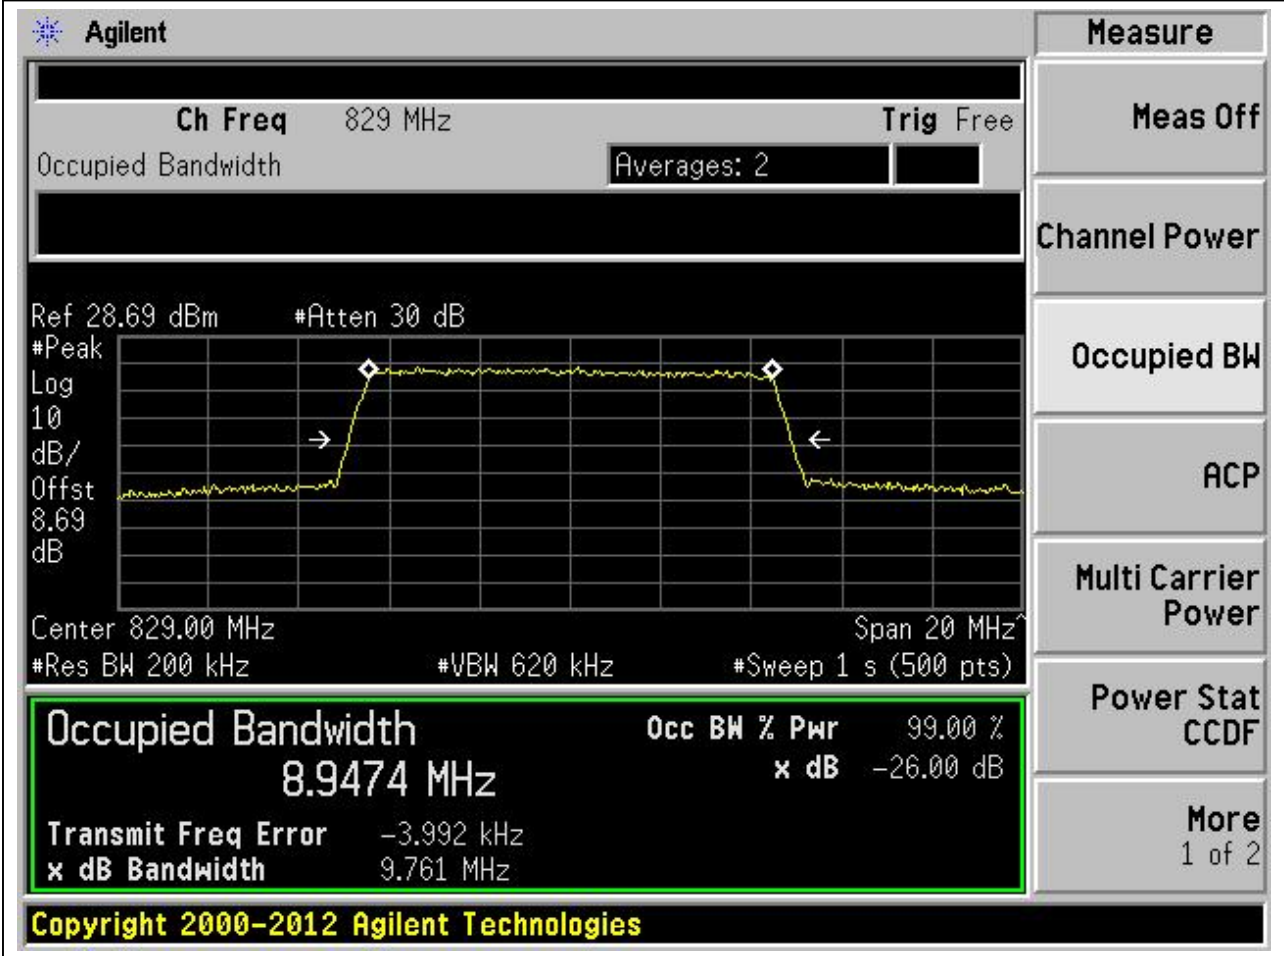 Agilent
Measure
Ch Freq 829 MHz Trig Free
Occupied Bandwidth Averages: 2
Meas Off
Channel Power
Ref 28.69 dBm #Atten 30 dB
#Peak
Log
10
dB/
Offst
8.69
dB
Center 829.00 MHz Span 20 MHz^
#Res BW 200 kHz #VBW 620 kHz #Sweep 1 s (500 pts)
Occupied BW
ACP
Multi Carrier
Power
Power Stat
CCDF
More
1 of 2
Occupied Bandwidth Occ BW % Pwr 99.00 %
8.9474 MHz x dB -26.00 dB
Transmit Freq Error -3.992 kHz
x dB Bandwidth 9.761 MHz
Copyright 2000-2012 Agilent Technologies